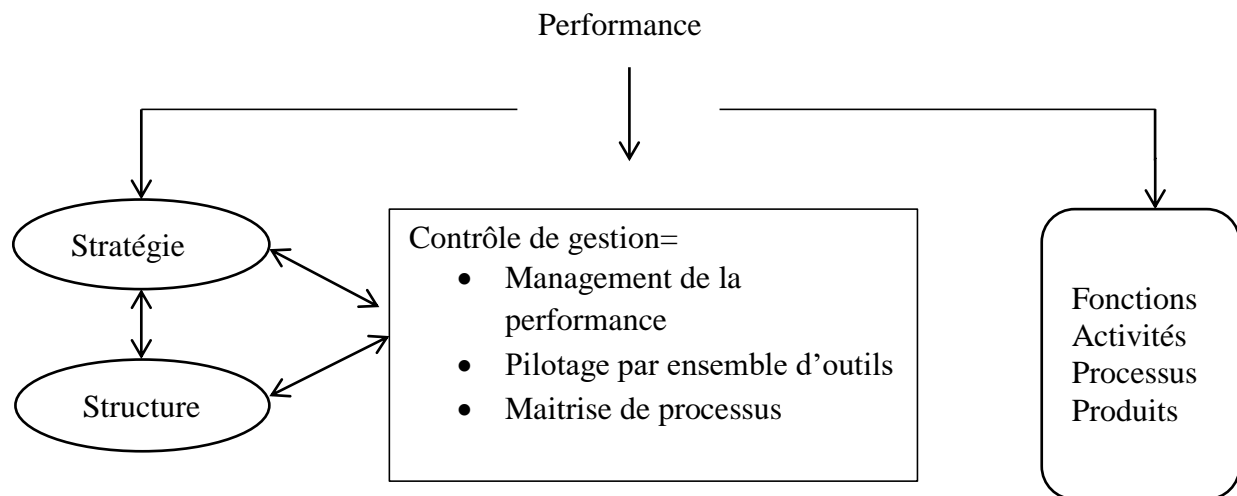 Performance
Stratégie
Structure
Contrôle de gestion=
• Management de la
performance
• Pilotage par ensemble d’outils
• Maitrise de processus
Fonctions
Activités
Processus
Produits